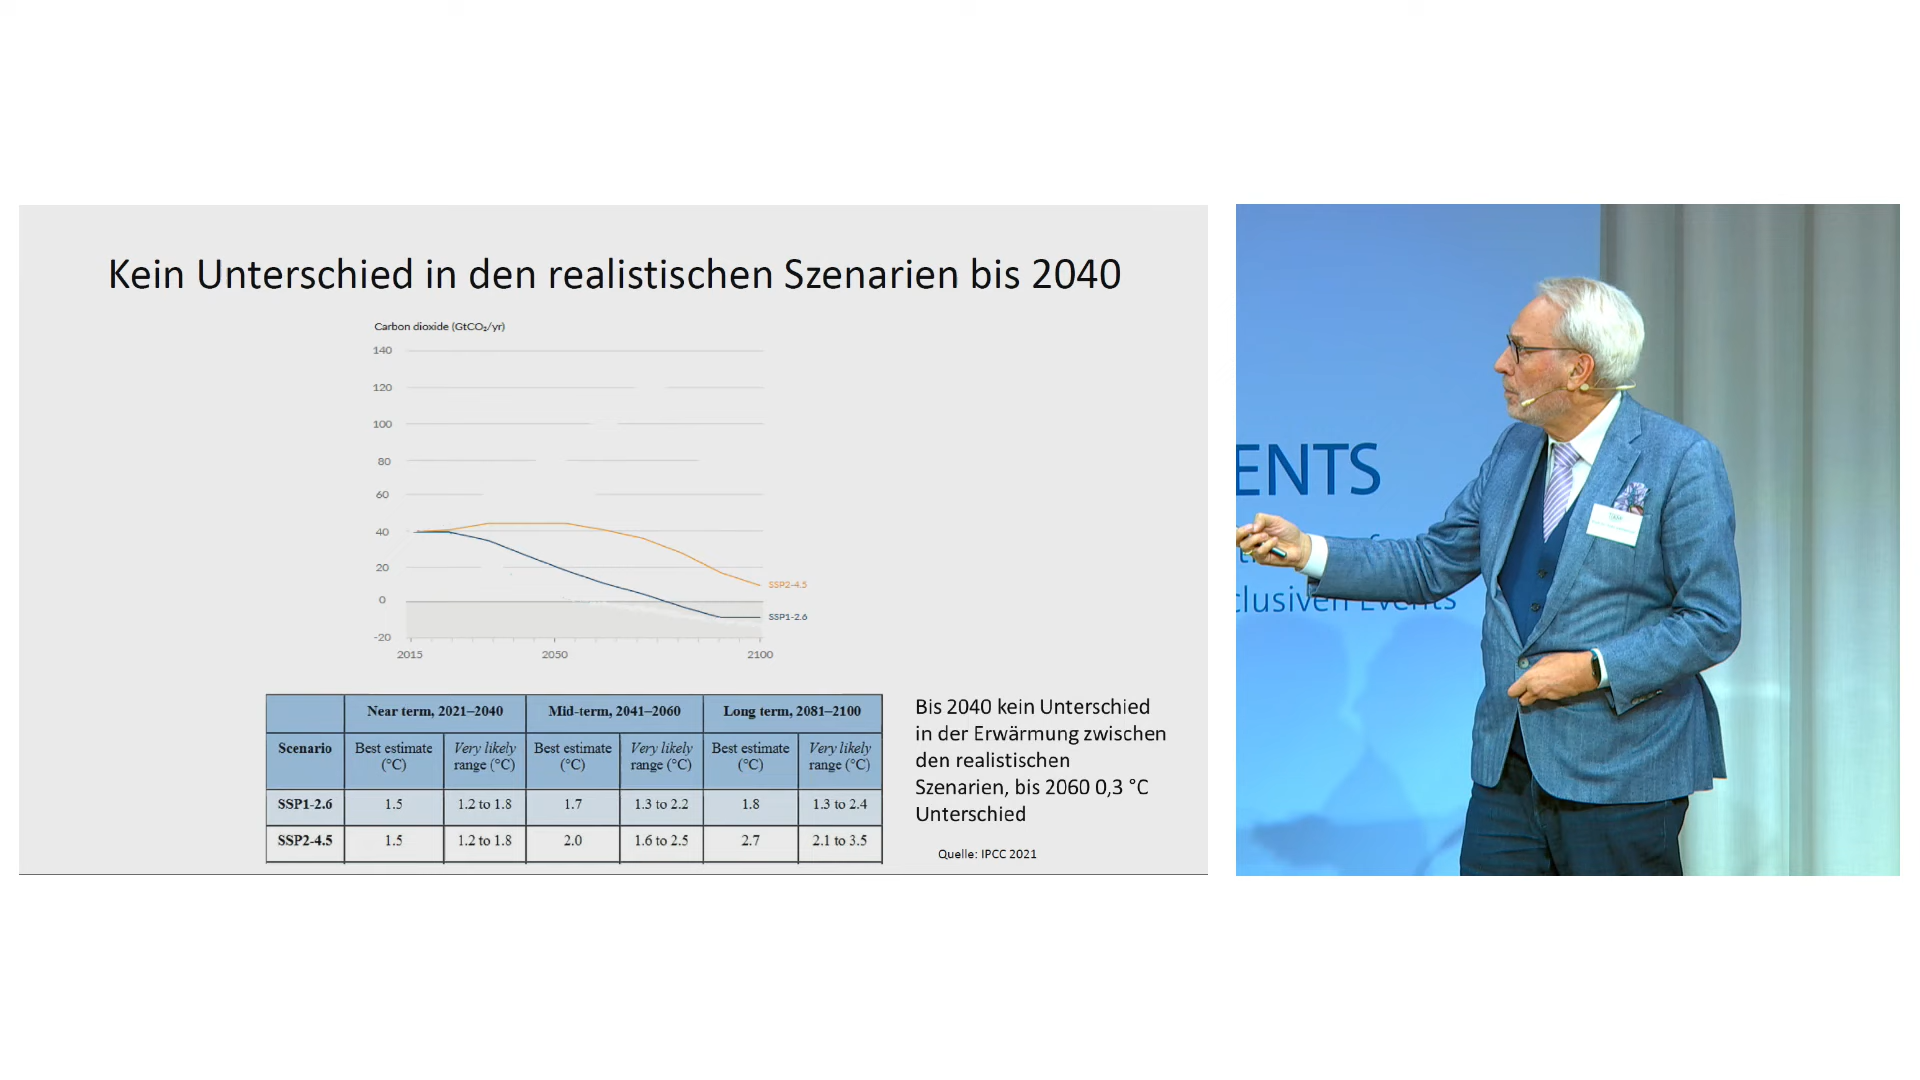 Kein Unterschied in den realistischen Szenarien bis 2040
Carbon dioxide (GtCO₂/yr)
140
120
100
80
60
40
20
0
-20
2015 2050 2100
SSP2-4.5
SSP1-2.6
Near term, 2021–2040 Mid-term, 2041–2060 Long term, 2081–2100
Scenario Best estimate (°C) Very likely range (°C) Best estimate (°C) Very likely range (°C) Best estimate (°C) Very likely range (°C)
SSP1-2.6 1.5 1.2 to 1.8 1.7 1.3 to 2.2 1.8 1.3 to 2.4
SSP2-4.5 1.5 1.2 to 1.8 2.0 1.6 to 2.5 2.7 2.1 to 3.5
Bis 2040 kein Unterschied
in der Erwärmung zwischen
den realistischen
Szenarien, bis 2060 0,3 °C
Unterschied
Quelle: IPCC 2021
ENTS
clusiven Events